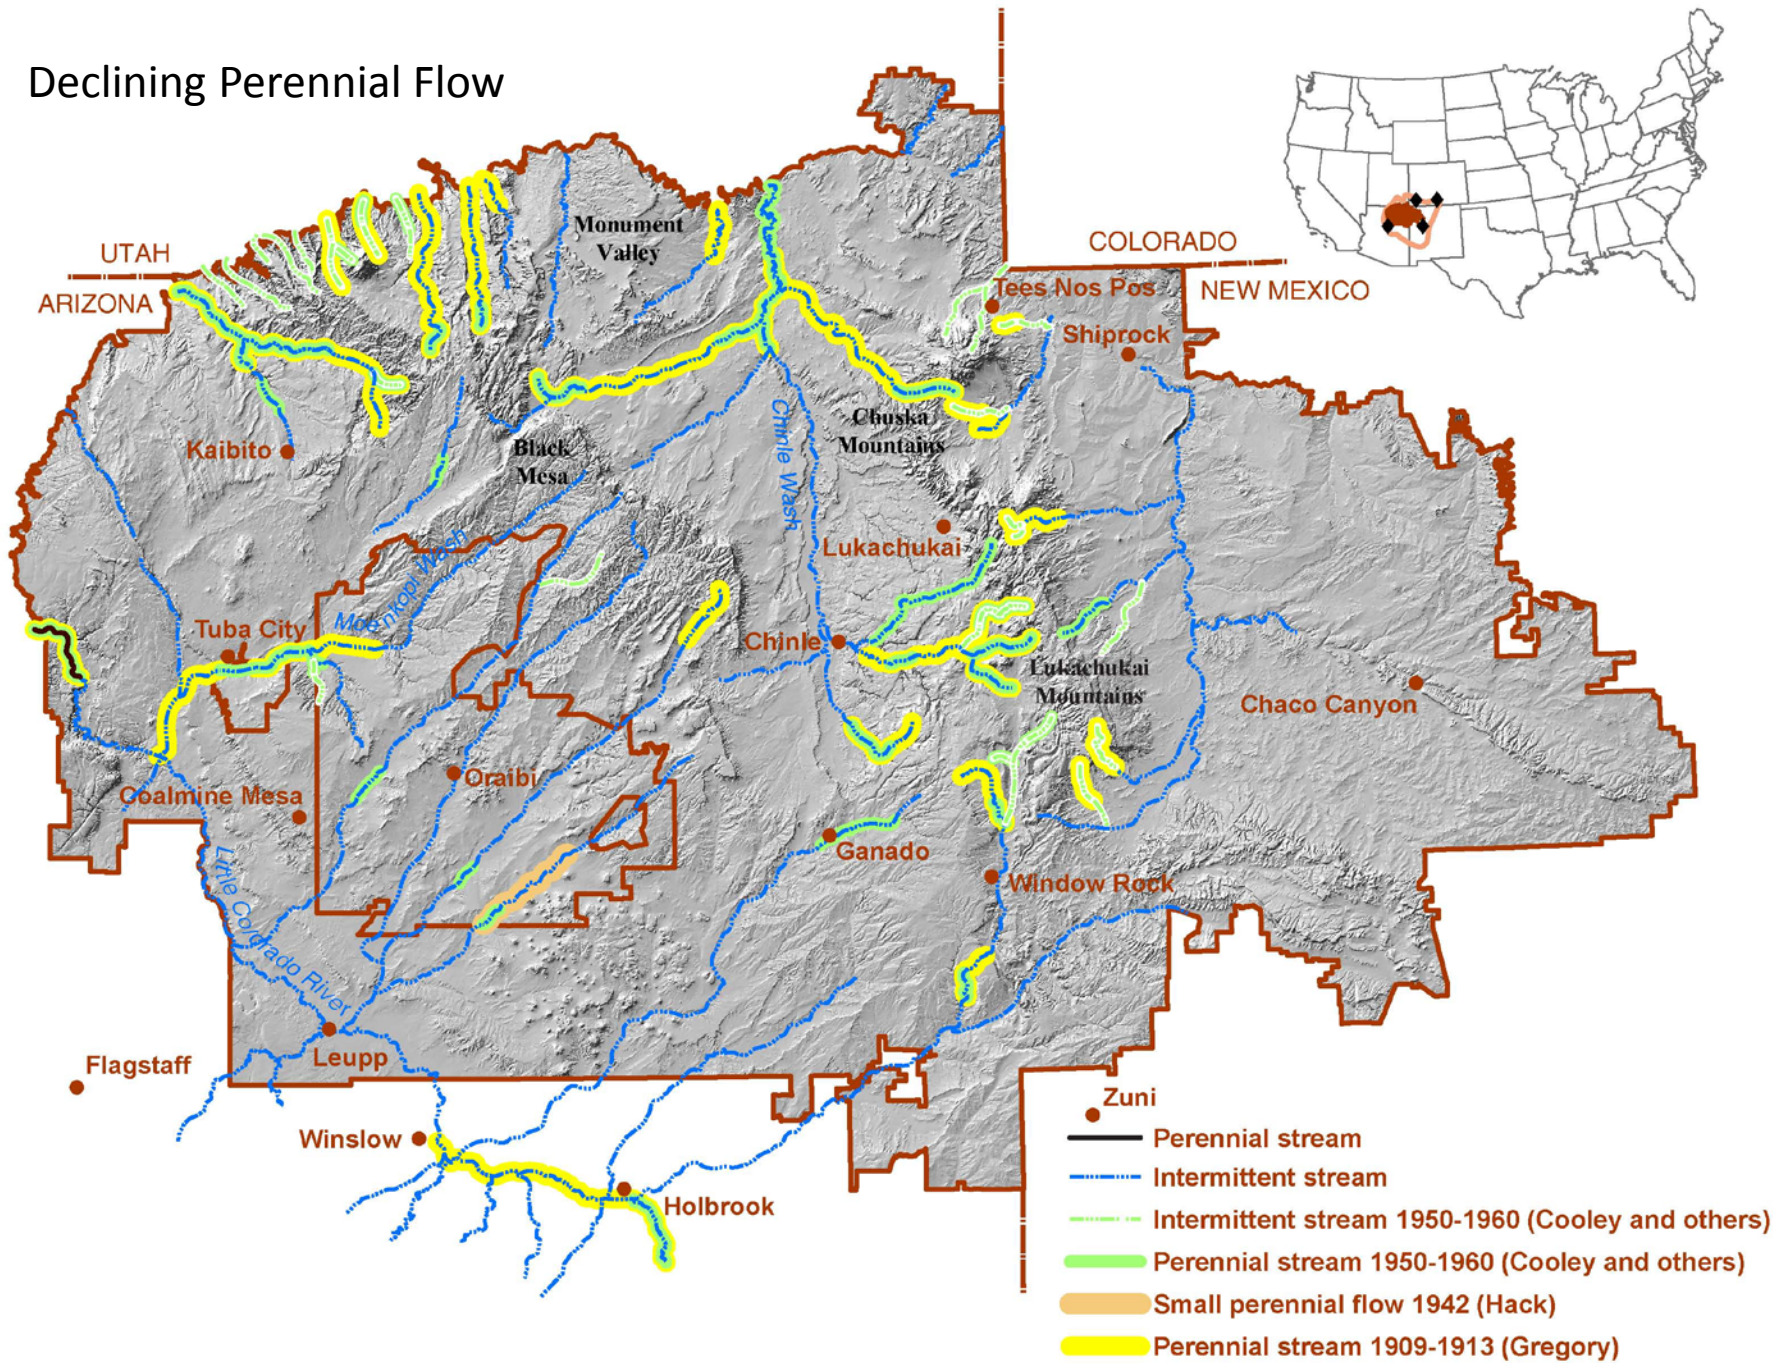 Declining Perennial Flow
UTAH
ARIZONA
COLORADO
NEW MEXICO
Monument
Valley
Tees Nos Pos
Shiprock
Chuska
Mountains
Kaibito
Black
Mesa
Chinle Wash
Lukachukai
Moenkopi Wash
Tuba City
Chinle
Lukachukai
Mountains
Chaco Canyon
Oraibi
Coalmine Mesa
Ganado
Window Rock
Little Colorado River
Leupp
Flagstaff
Zuni
Winslow
Holbrook
Perennial stream
Intermittent stream
Intermittent stream 1950-1960 (Cooley and others)
Perennial stream 1950-1960 (Cooley and others)
Small perennial flow 1942 (Hack)
Perennial stream 1909-1913 (Gregory)